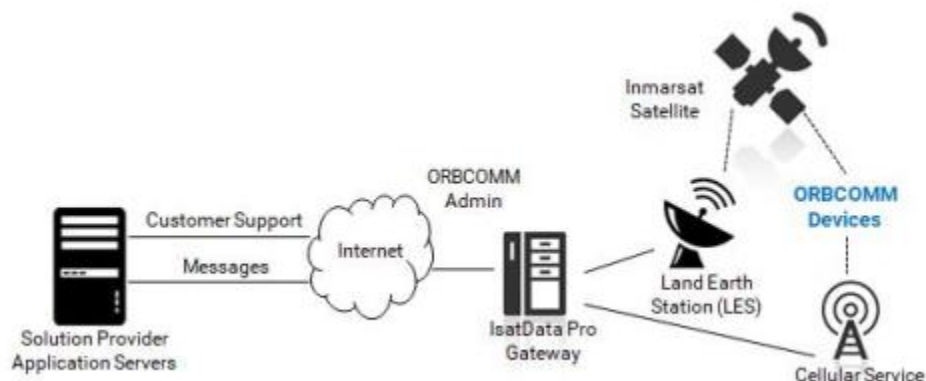 Inmarsat
Satellite
ORBCOMM
Admin
ORBCOMM
Devices
Customer Support
Internet
Messages
Land Earth
Station (LES)
IsatData Pro
Gateway
Solution Provider
Application Servers
Cellular Service